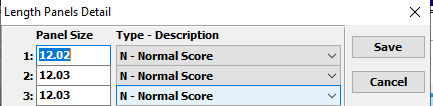 Length Panels Detail
Panel Size Type - Description
1: 12.02 N - Normal Score Save
2: 12.03 N - Normal Score
3: 12.03 N - Normal Score Cancel